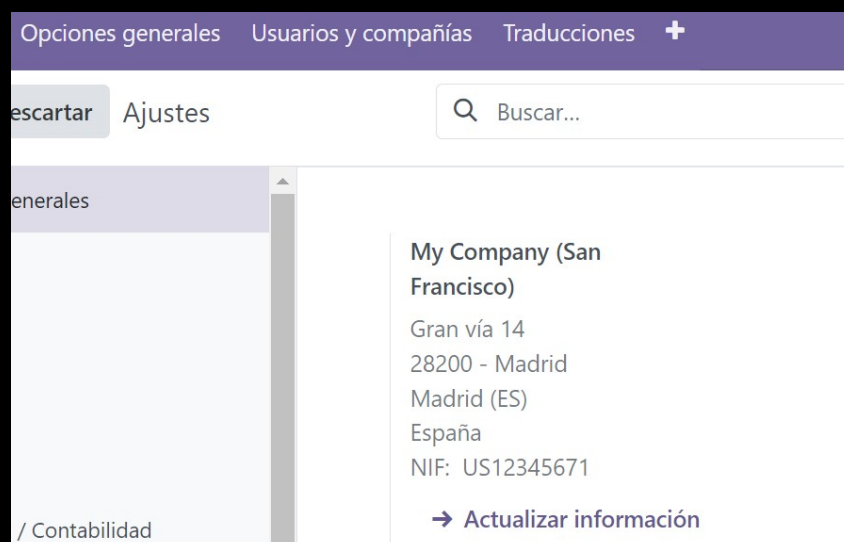 Opciones generales Usuarios y compañías Traducciones +
escartar Ajustes Buscar...
enerales
My Company (San
Francisco)
Gran vía 14
28200 - Madrid
Madrid (ES)
España
NIF: US12345671
→ Actualizar información
/ Contabilidad